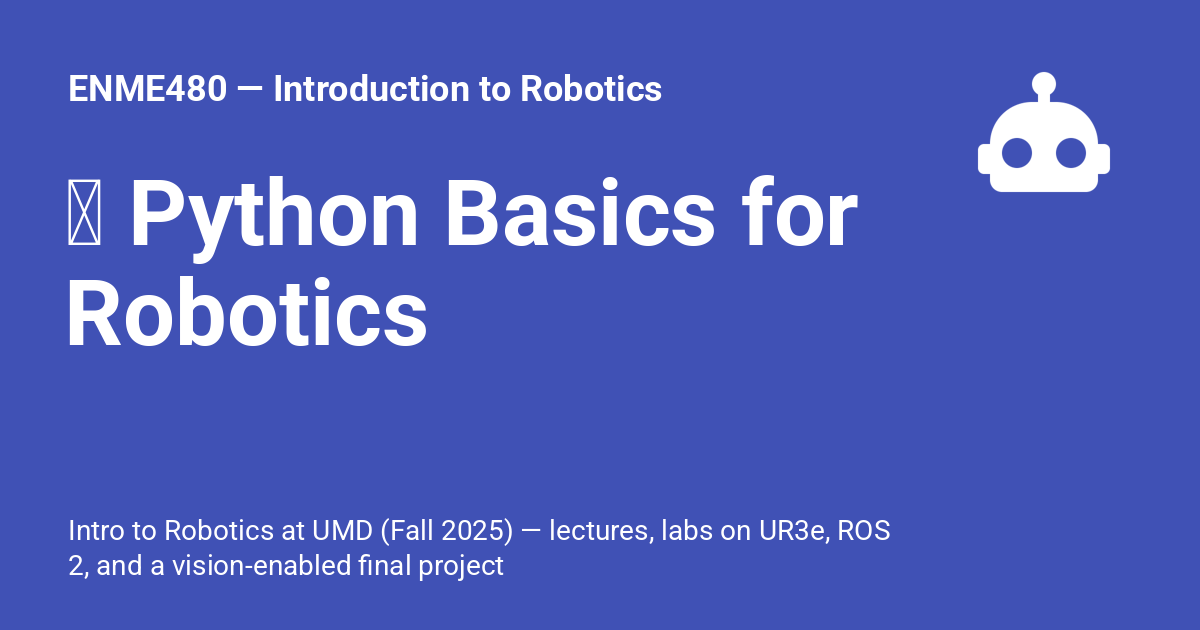 ENME480 — Introduction to Robotics
Python Basics for
Robotics
Intro to Robotics at UMD (Fall 2025) — lectures, labs on UR3e, ROS
2, and a vision-enabled final project